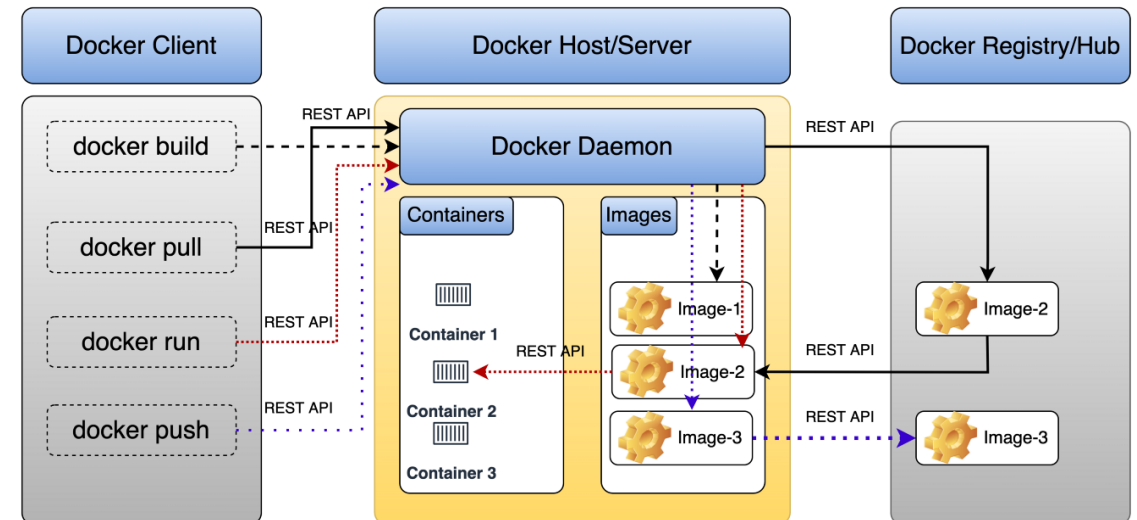 Docker Client
Docker Host/Server
Docker Registry/Hub
REST API
docker build
Docker Daemon
REST API
docker pull
REST API
Containers
Images
Container 1
Image-1
Image-2
docker run
REST API
REST API
REST API
Container 2
Image-2
docker push
REST API
Container 3
Image-3
REST API
Image-3